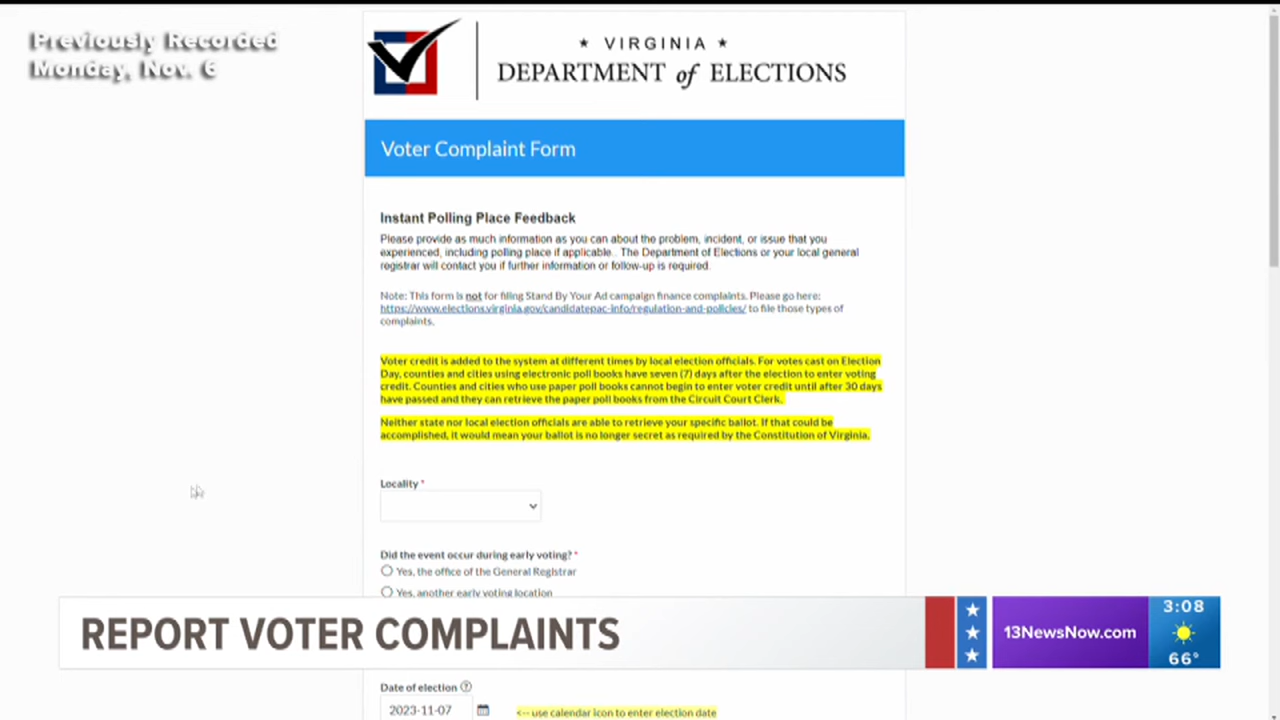 Previously Recorded
Monday, Nov. 6
★ VIRGINIA ★
DEPARTMENT of ELECTIONS
Voter Complaint Form
Instant Polling Place Feedback
Please provide as much information as you can about the problem, incident, or issue that you
experienced, including polling place if applicable.. The Department of Elections or your local general
registrar will contact you if further information or follow-up is required.
Note: This form is not for filing Stand By Your Ad campaign finance complaints. Please go here:
https://www.elections.virginia.gov/candidatepac-info/regulation-and-policies/ to file those types of
complaints.
Voter credit is added to the system at different times by local election officials. For votes cast on Election
Day, counties and cities using electronic poll books have seven (7) days after the election to enter voting
credit. Counties and cities who use paper poll books cannot begin to enter voter credit until after 30 days
have passed and they can retrieve the paper poll books from the Circuit Court Clerk.
Neither state nor local election officials are able to retrieve your specific ballot. If that could be
accomplished, it would mean your ballot is no longer secret as required by the Constitution of Virginia.
Locality *
Did the event occur during early voting? *
Yes, the office of the General Registrar
Yes, another early voting location
REPORT VOTER COMPLAINTS
13NewsNow.com
3:08
66°
Date of election ?
2023-11-07
<-- use calendar icon to enter election date